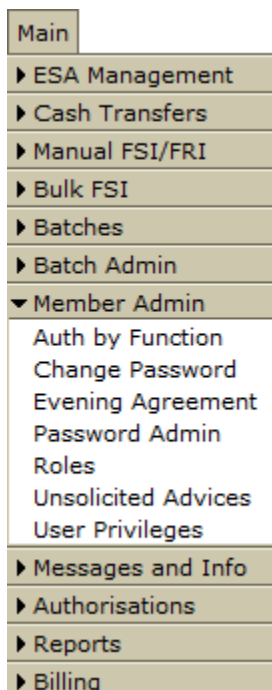 Main
ESA Management
Cash Transfers
Manual FSI/FRI
Bulk FSI
Batches
Batch Admin
Member Admin
Auth by Function
Change Password
Evening Agreement
Password Admin
Roles
Unsolicited Advices
User Privileges
Messages and Info
Authorisations
Reports
Billing